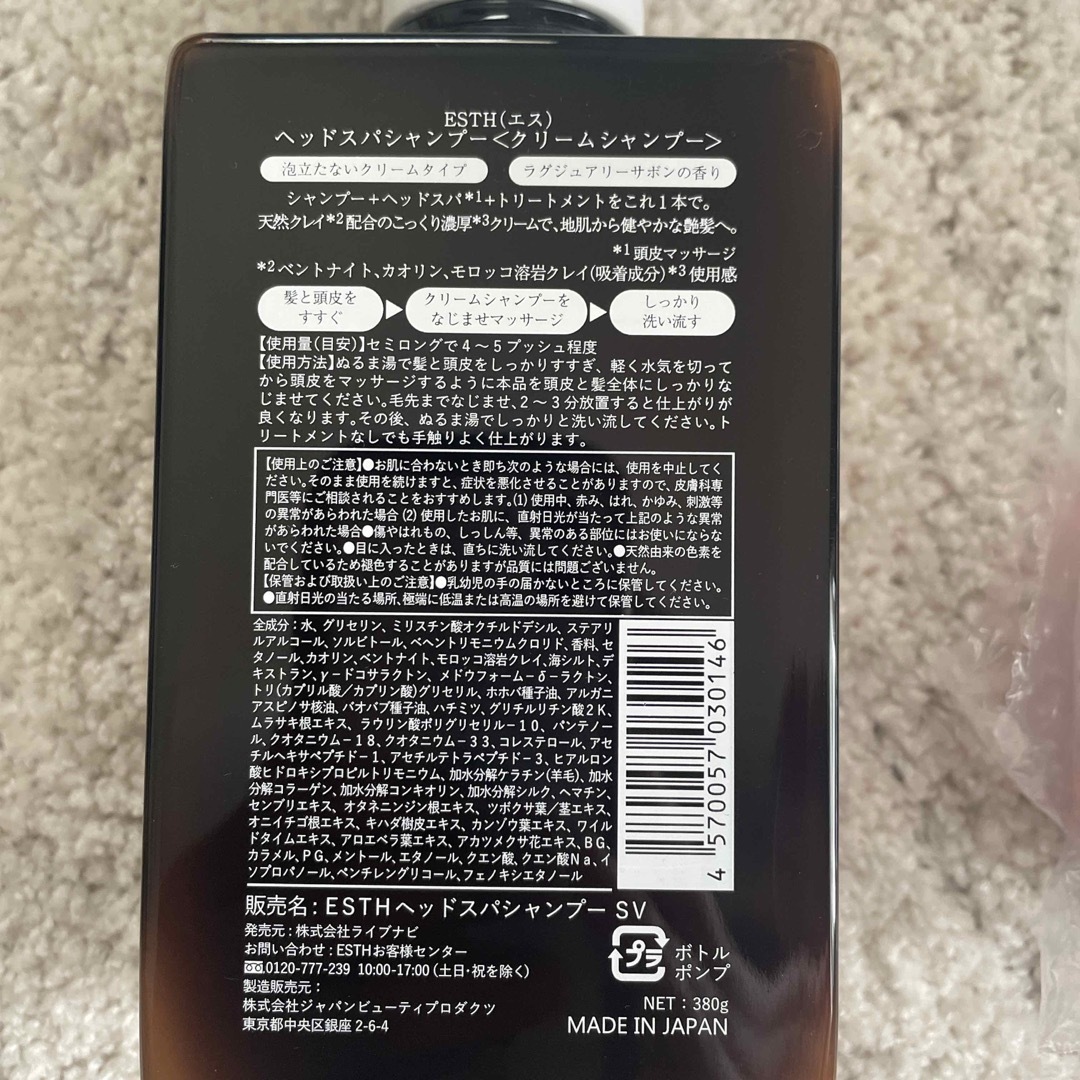 ESTH(エス)
ヘッドスパシャンプー<クリームシャンプー>
泡立たないクリームタイプ
ラグジュアリーサボンの香り
シャンプー+ヘッドスパ*1+トリートメントをこれ1本で。
天然クレイ*2配合のこっくり濃厚*3クリームで、地肌から健やかな艶髪へ。
*1 頭皮マッサージ
*2ベントナイト、カオリン、モロッコ溶岩クレイ(吸着成分)*3 使用感
髪と頭皮を
すすぐ
クリームシャンプーを
なじませマッサージ
しっかり
洗い流す
【使用量(目安)】セミロングで4〜5プッシュ程度
【使用方法】ぬるま湯で髪と頭皮をしっかりすすぎ、軽く水気を切って
から頭皮をマッサージするように本品を頭皮と髪全体にしっかりな
じませてください。毛先までなじませ、2〜3分放置すると仕上がりが
良くなります。その後、ぬるま湯でしっかりと洗い流してください。ト
リートメントなしでも手触りよく仕上がります。
【使用上のご注意】●お肌に合わないとき即ち次のような場合には、使用を中止してく
ださい。そのまま使用を続けますと、症状を悪化させることがありますので、皮膚科専
門医等にご相談されることをおすすめします。(1) 使用中、赤み、はれ、かゆみ、刺激等
の異常があらわれた場合 (2) 使用したお肌に、直射日光が当たって上記のような異常
があらわれた場合●傷やはれもの、しっしん等、異常のある部位にはお使いにならな
いでください。●目に入ったときは、直ちに洗い流してください。●天然由来の色素を
配合しているため褪色することがありますが品質には問題ございません。
【保管および取扱い上のご注意】●乳幼児の手の届かないところに保管してください。
●直射日光の当たる場所、極端に低温または高温の場所を避けて保管してください。
全成分:水、グリセリン、ミリスチン酸オクチルドデシル、ステアリ
ルアルコール、ソルビトール、ベヘントリモニウムクロリド、香料、セ
タノール、カオリン、ベントナイト、モロッコ溶岩クレイ、海シルト、デ
キストラン、γ-ドコサラクトン、メドウフォーム-δ-ラクトン、
トリ(カプリル酸/カプリン酸)グリセリル、ホホバ種子油、アルガニ
アスピノサ核油、バオバブ種子油、ハチミツ、グリチルリチン酸2K、
ムラサキ根エキス、ラウリン酸ポリグリセリル-10、パンテノー
ル、クオタニウム-18、クオタニウム-33、コレステロール、アセ
チルヘキサペプチド-1、アセチルテトラペプチド-3、ヒアルロン
酸ヒドロキシプロピルトリモニウム、加水分解ケラチン(羊毛)、加水
分解コラーゲン、加水分解コンキオリン、加水分解シルク、ヘマチン、
センブリエキス、オタネニンジン根エキス、ツボクサ葉/茎エキス、
オニイチゴ根エキス、キハダ樹皮エキス、カンゾウ葉エキス、ワイル
ドタイムエキス、アロエベラ葉エキス、アカツメクサ花エキス、BG、
カラメル、PG、メントール、エタノール、クエン酸、クエン酸Na、イ
ソプロパノール、ペンチレングリコール、フェノキシエタノール
4 570057 030146
販売名:ESTHヘッドスパシャンプー SV
発売元:株式会社ライブナビ
お問い合わせ:ESTHお客様センター
0120-777-239 10:00-17:00(土日・祝を除く)
製造販売元:
株式会社ジャパンビューティプロダクツ
東京都中央区銀座 2-6-4
プラ
ボトル
ポンプ
NET:380g
MADE IN JAPAN